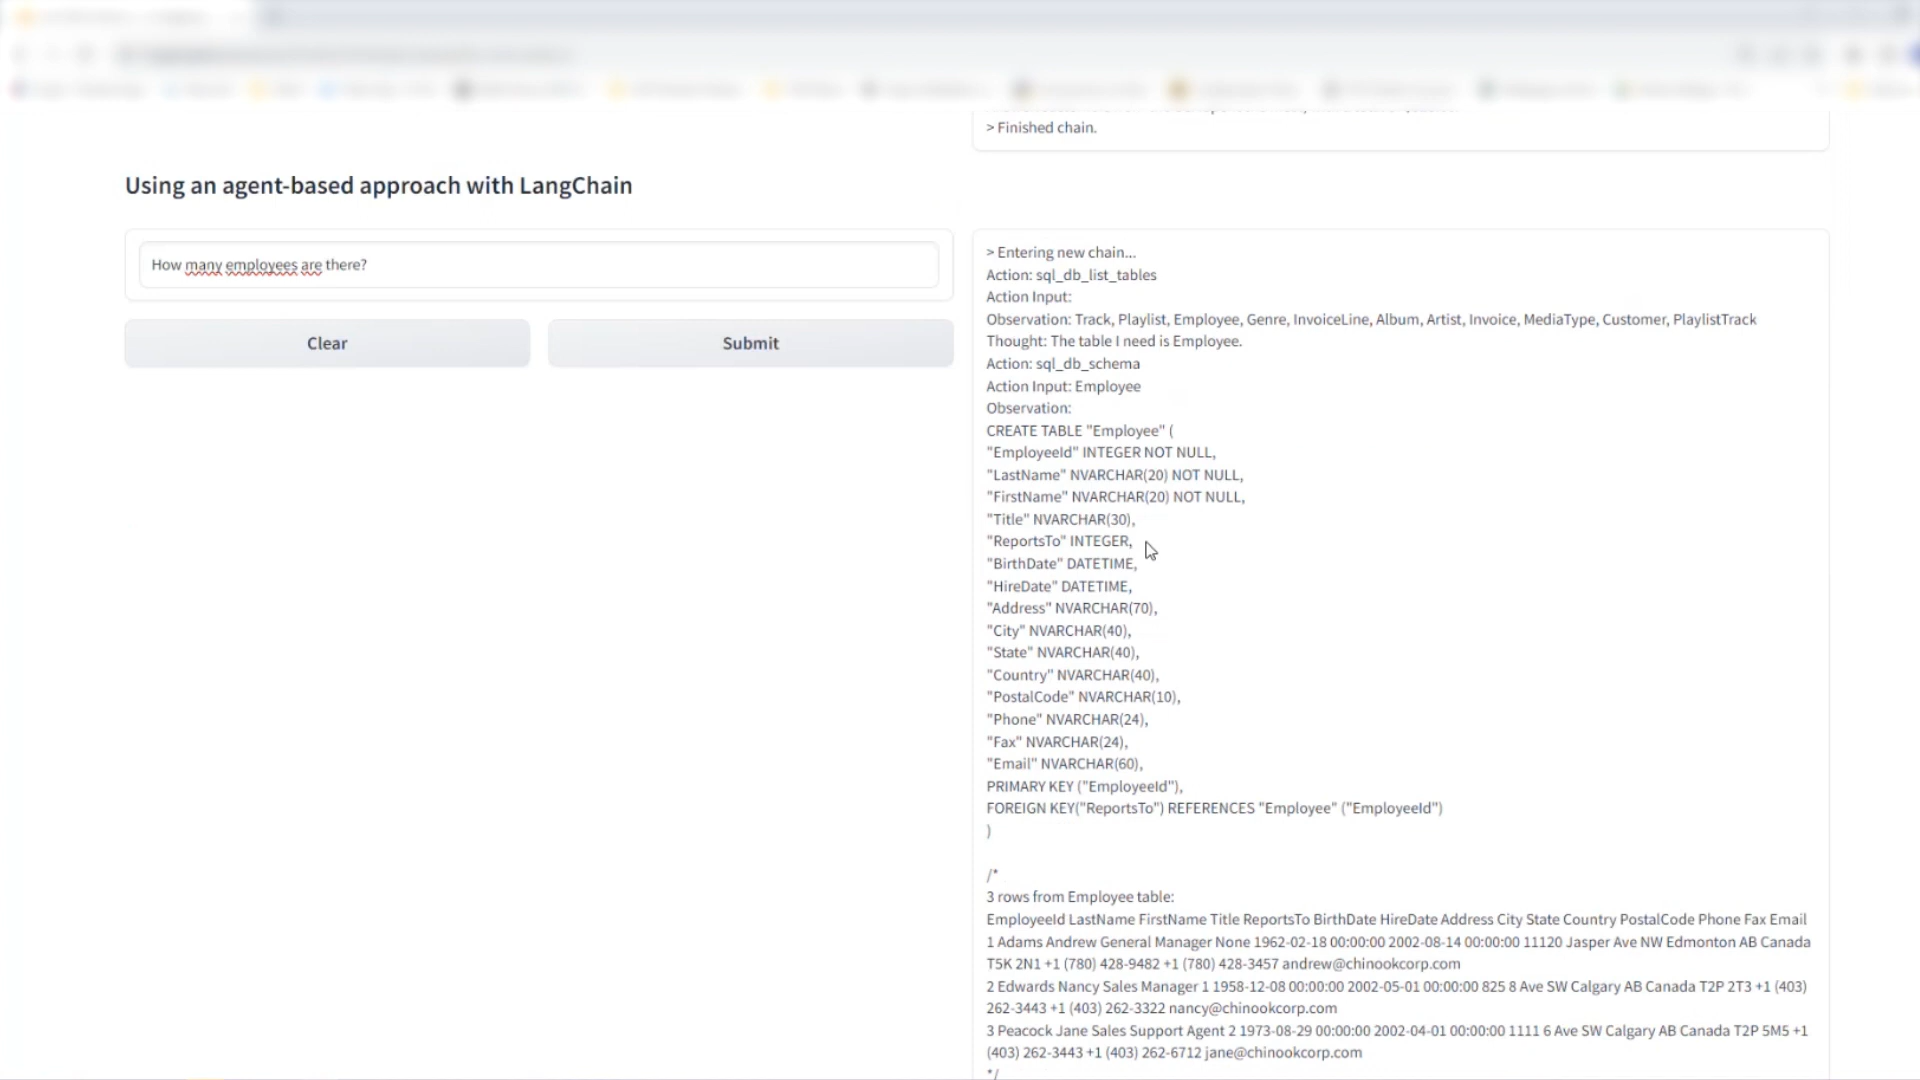 > Finished chain.
Using an agent-based approach with LangChain
How many employees are there?
Clear
Submit
> Entering new chain...
Action: sql_db_list_tables
Action Input:
Observation: Track, Playlist, Employee, Genre, InvoiceLine, Album, Artist, Invoice, MediaType, Customer, PlaylistTrack
Thought: The table I need is Employee.
Action: sql_db_schema
Action Input: Employee
Observation:
CREATE TABLE "Employee" (
"EmployeeId" INTEGER NOT NULL,
"LastName" NVARCHAR(20) NOT NULL,
"FirstName" NVARCHAR(20) NOT NULL,
"Title" NVARCHAR(30),
"ReportsTo" INTEGER,
"BirthDate" DATETIME,
"HireDate" DATETIME,
"Address" NVARCHAR(70),
"City" NVARCHAR(40),
"State" NVARCHAR(40),
"Country" NVARCHAR(40),
"PostalCode" NVARCHAR(10),
"Phone" NVARCHAR(24),
"Fax" NVARCHAR(24),
"Email" NVARCHAR(60),
PRIMARY KEY ("EmployeeId"),
FOREIGN KEY("ReportsTo") REFERENCES "Employee" ("EmployeeId")
)
/*
3 rows from Employee table:
EmployeeId LastName FirstName Title ReportsTo BirthDate HireDate Address City State Country PostalCode Phone Fax Email
1 Adams Andrew General Manager None 1962-02-18 00:00:00 2002-08-14 00:00:00 11120 Jasper Ave NW Edmonton AB Canada
T5K 2N1 +1 (780) 428-9482 +1 (780) 428-3457 andrew@chinookcorp.com
2 Edwards Nancy Sales Manager 1 1958-12-08 00:00:00 2002-05-01 00:00:00 825 8 Ave SW Calgary AB Canada T2P 2T3 +1 (403)
262-3443 +1 (403) 262-3322 nancy@chinookcorp.com
3 Peacock Jane Sales Support Agent 2 1973-08-29 00:00:00 2002-04-01 00:00:00 1111 6 Ave SW Calgary AB Canada T2P 5M5 +1
(403) 262-3443 +1 (403) 262-6712 jane@chinookcorp.com
*/